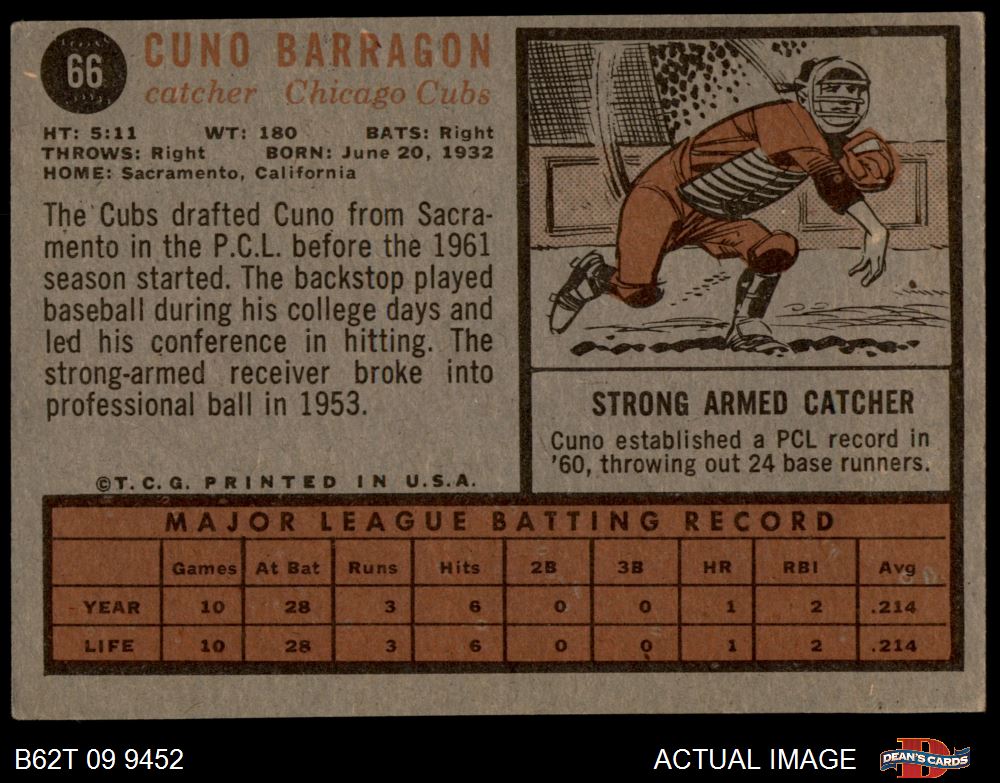 66
CUNO BARRAGON
catcher Chicago Cubs
HT: 5:11 WT: 180 BATS: Right
THROWS: Right BORN: June 20, 1932
HOME: Sacramento, California
The Cubs drafted Cuno from Sacra-
mento in the P.C.L. before the 1961
season started. The backstop played
baseball during his college days and
led his conference in hitting. The
strong-armed receiver broke into
professional ball in 1953.
©T.C.G. PRINTED IN U.S.A.
STRONG ARMED CATCHER
Cuno established a PCL record in
'60, throwing out 24 base runners.
MAJOR LEAGUE BATTING RECORD
Games At Bat Runs Hits 2B 3B HR RBI Avg
YEAR 10 28 3 6 0 0 1 2 .214
LIFE 10 28 3 6 0 0 1 2 .214
B62T 09 9452 ACTUAL IMAGE
D
DEAN'S CARDS